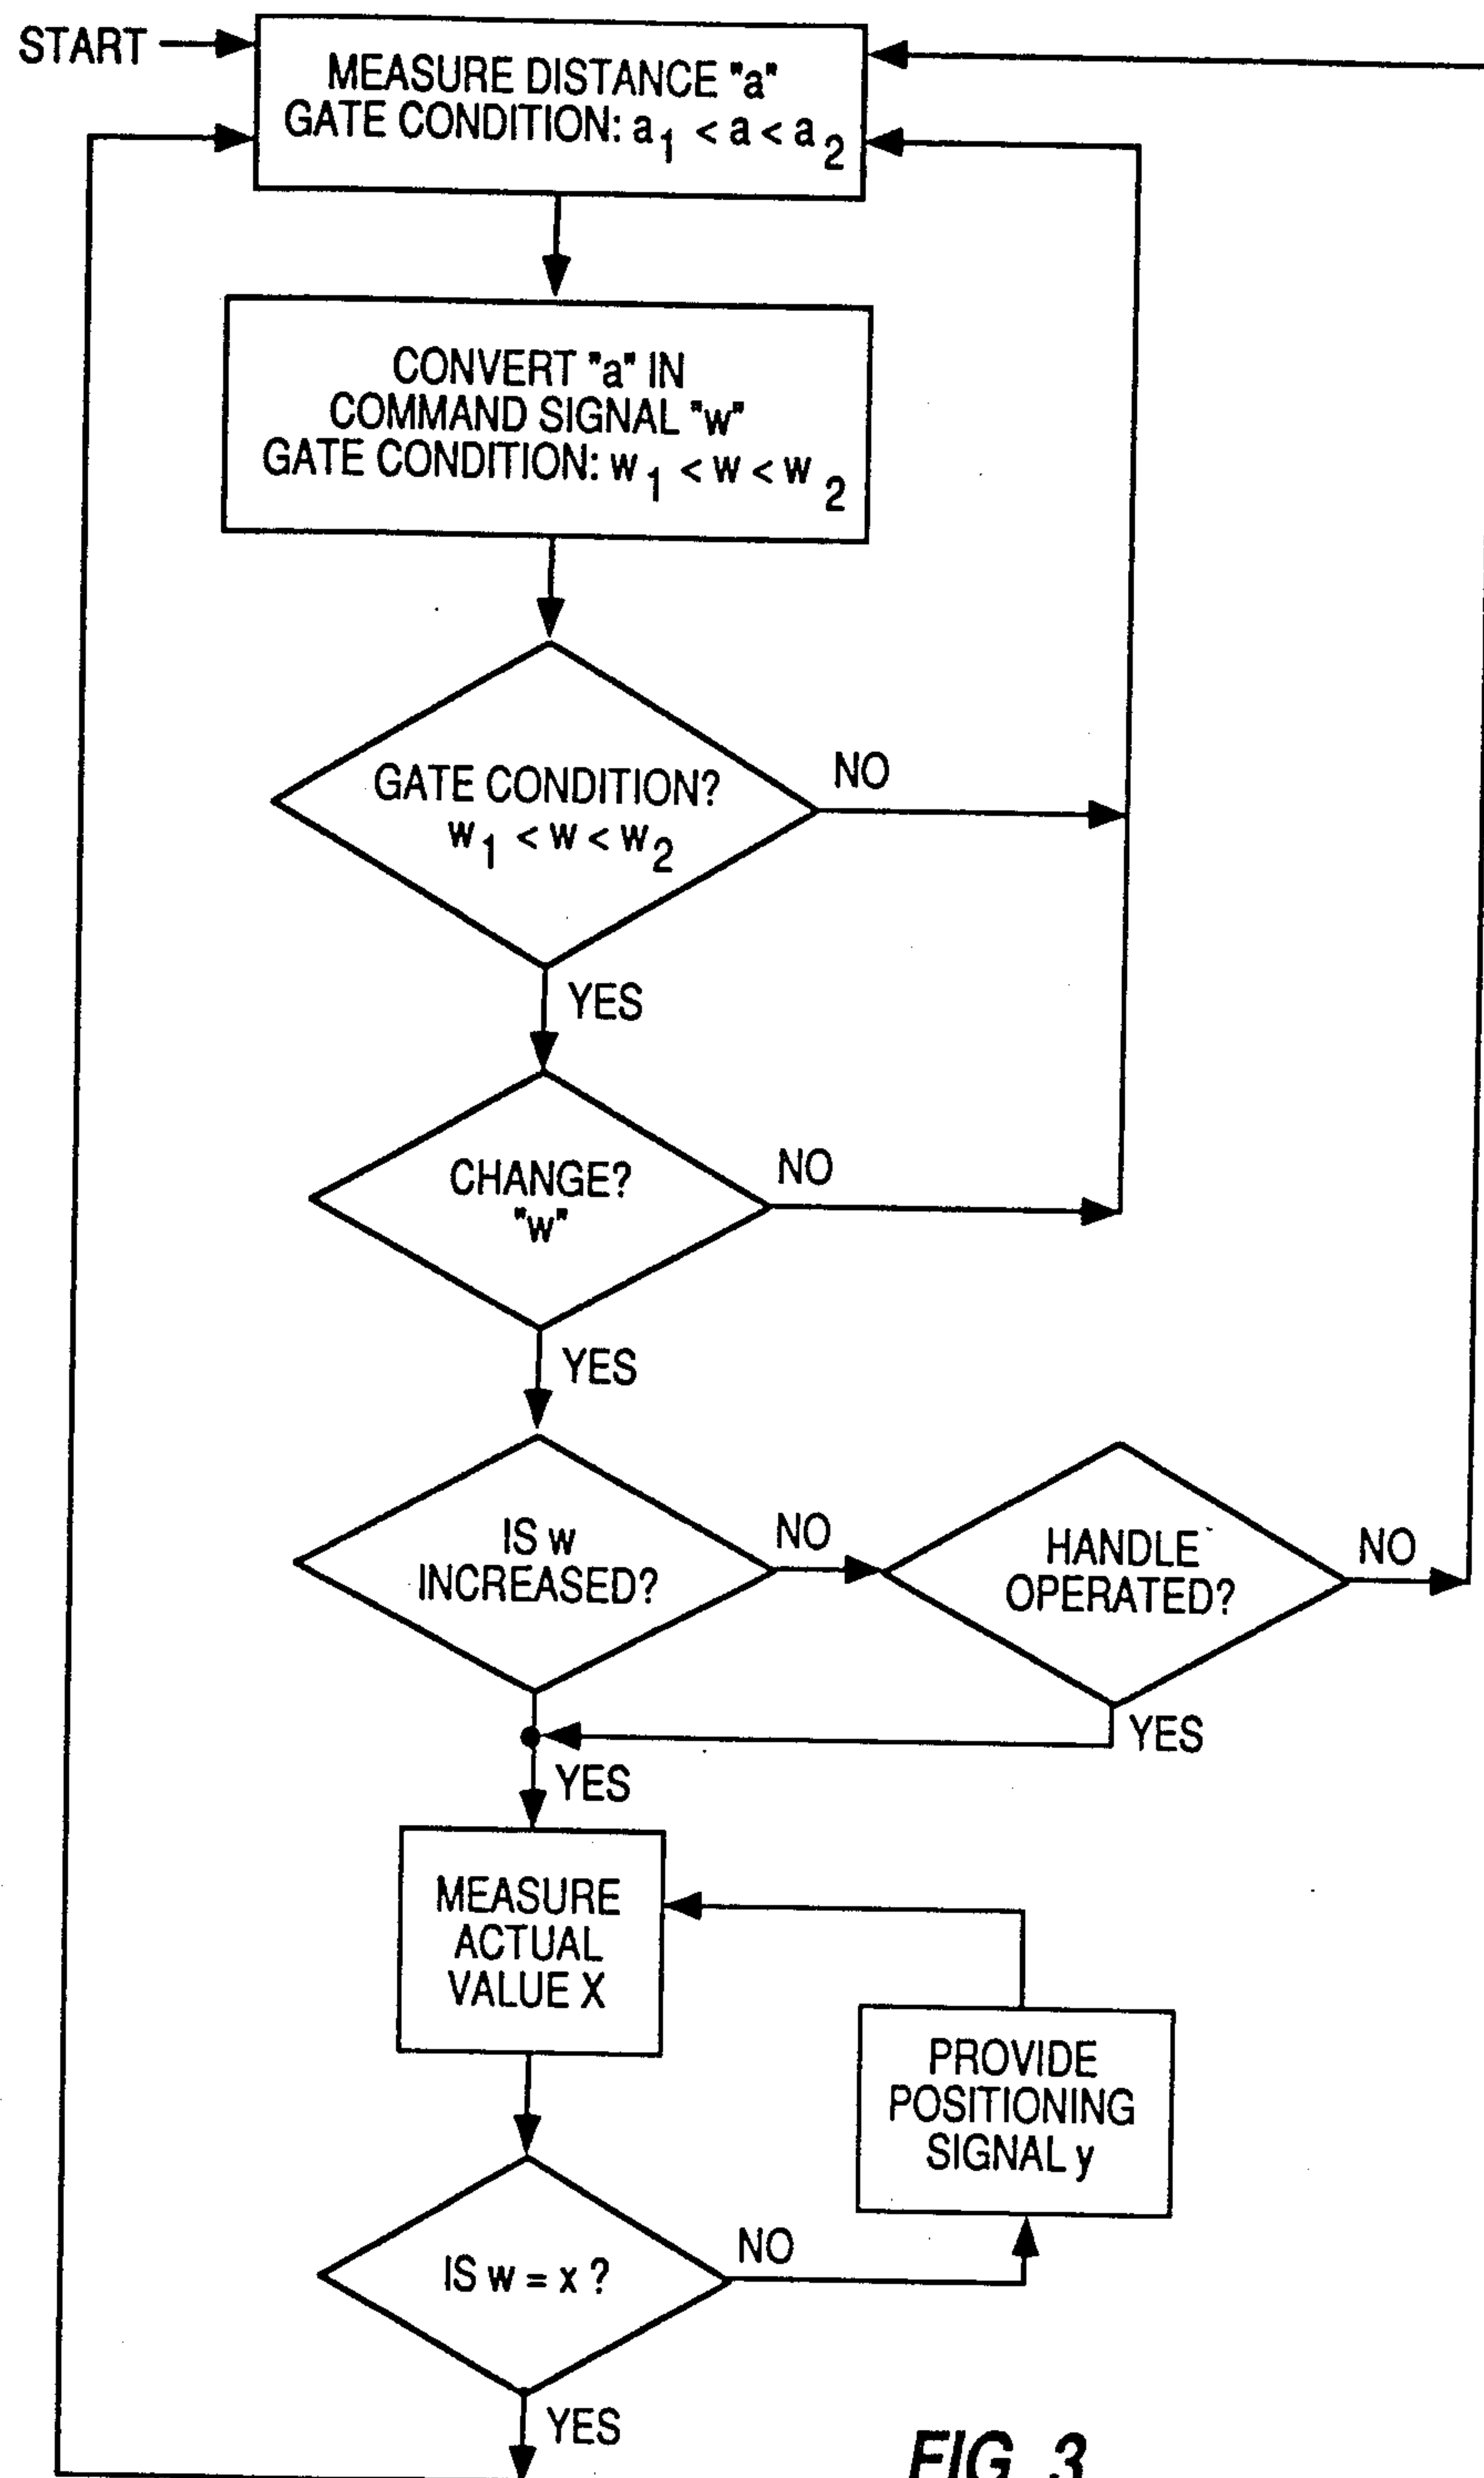 START
MEASURE DISTANCE "a"
GATE CONDITION: a₁ < a < a₂
CONVERT "a" IN
COMMAND SIGNAL "w"
GATE CONDITION: w₁ < w < w₂
GATE CONDITION?
w₁ < w < w₂
NO
YES
CHANGE?
"w"
NO
YES
IS w
INCREASED?
NO
HANDLE
OPERATED?
NO
YES
YES
MEASURE
ACTUAL
VALUE X
PROVIDE
POSITIONING
SIGNAL y
IS w = x ?
NO
YES
FIG. 3